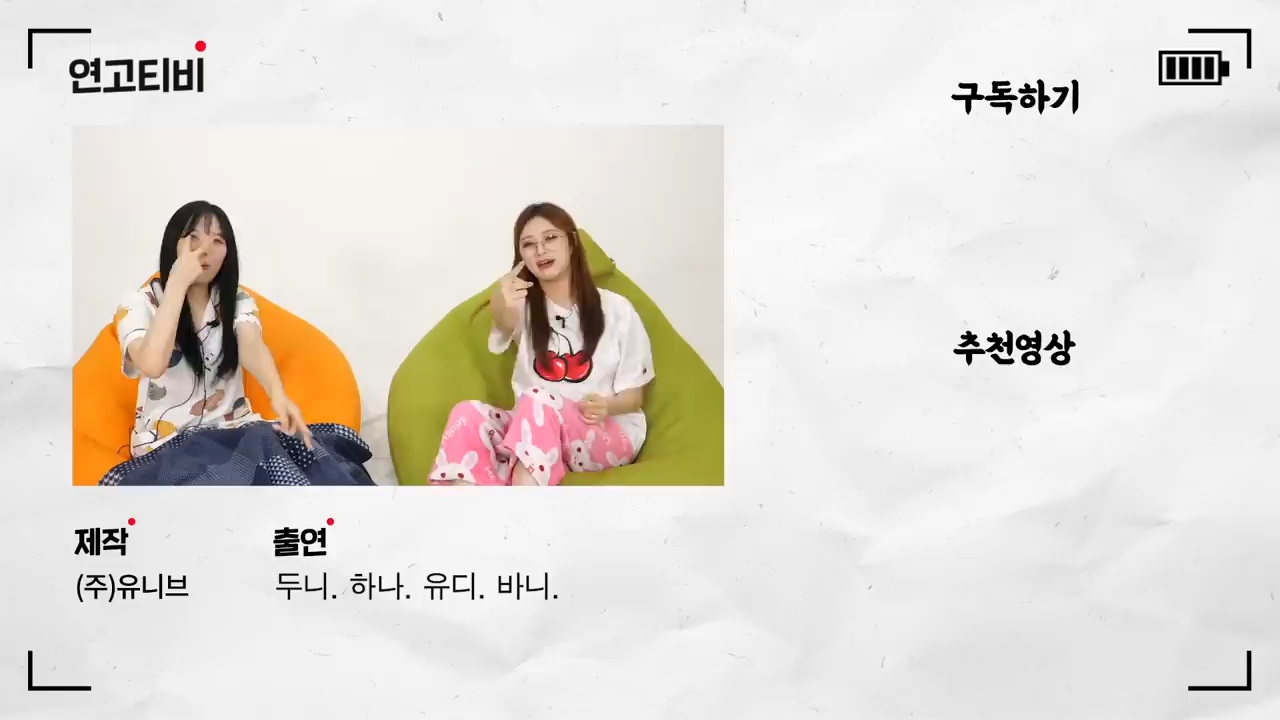 연고티비
구독하기
추천영상
제작
(주)유니브
출연
두니. 하나. 유디. 바니.